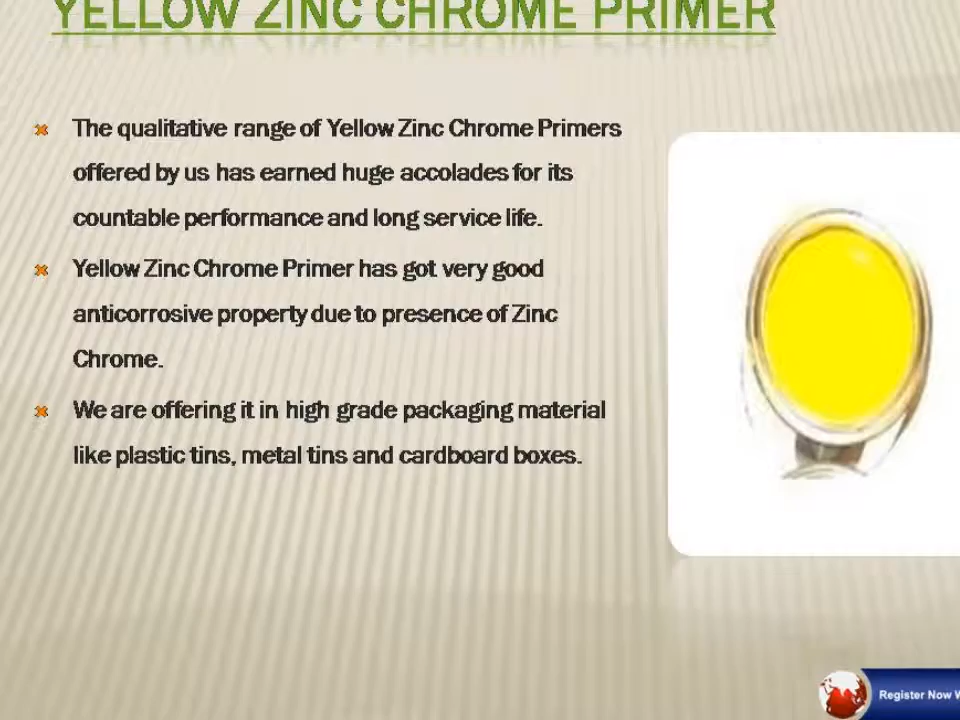 YELLOW ZINC CHROME PRIMER
The qualitative range of Yellow Zinc Chrome Primers
offered by us has earned huge accolades for its
countable performance and long service life.
Yellow Zinc Chrome Primer has got very good
anticorrosive property due to presence of Zinc
Chrome.
We are offering it in high grade packaging material
like plastic tins, metal tins and cardboard boxes.
Register Now W